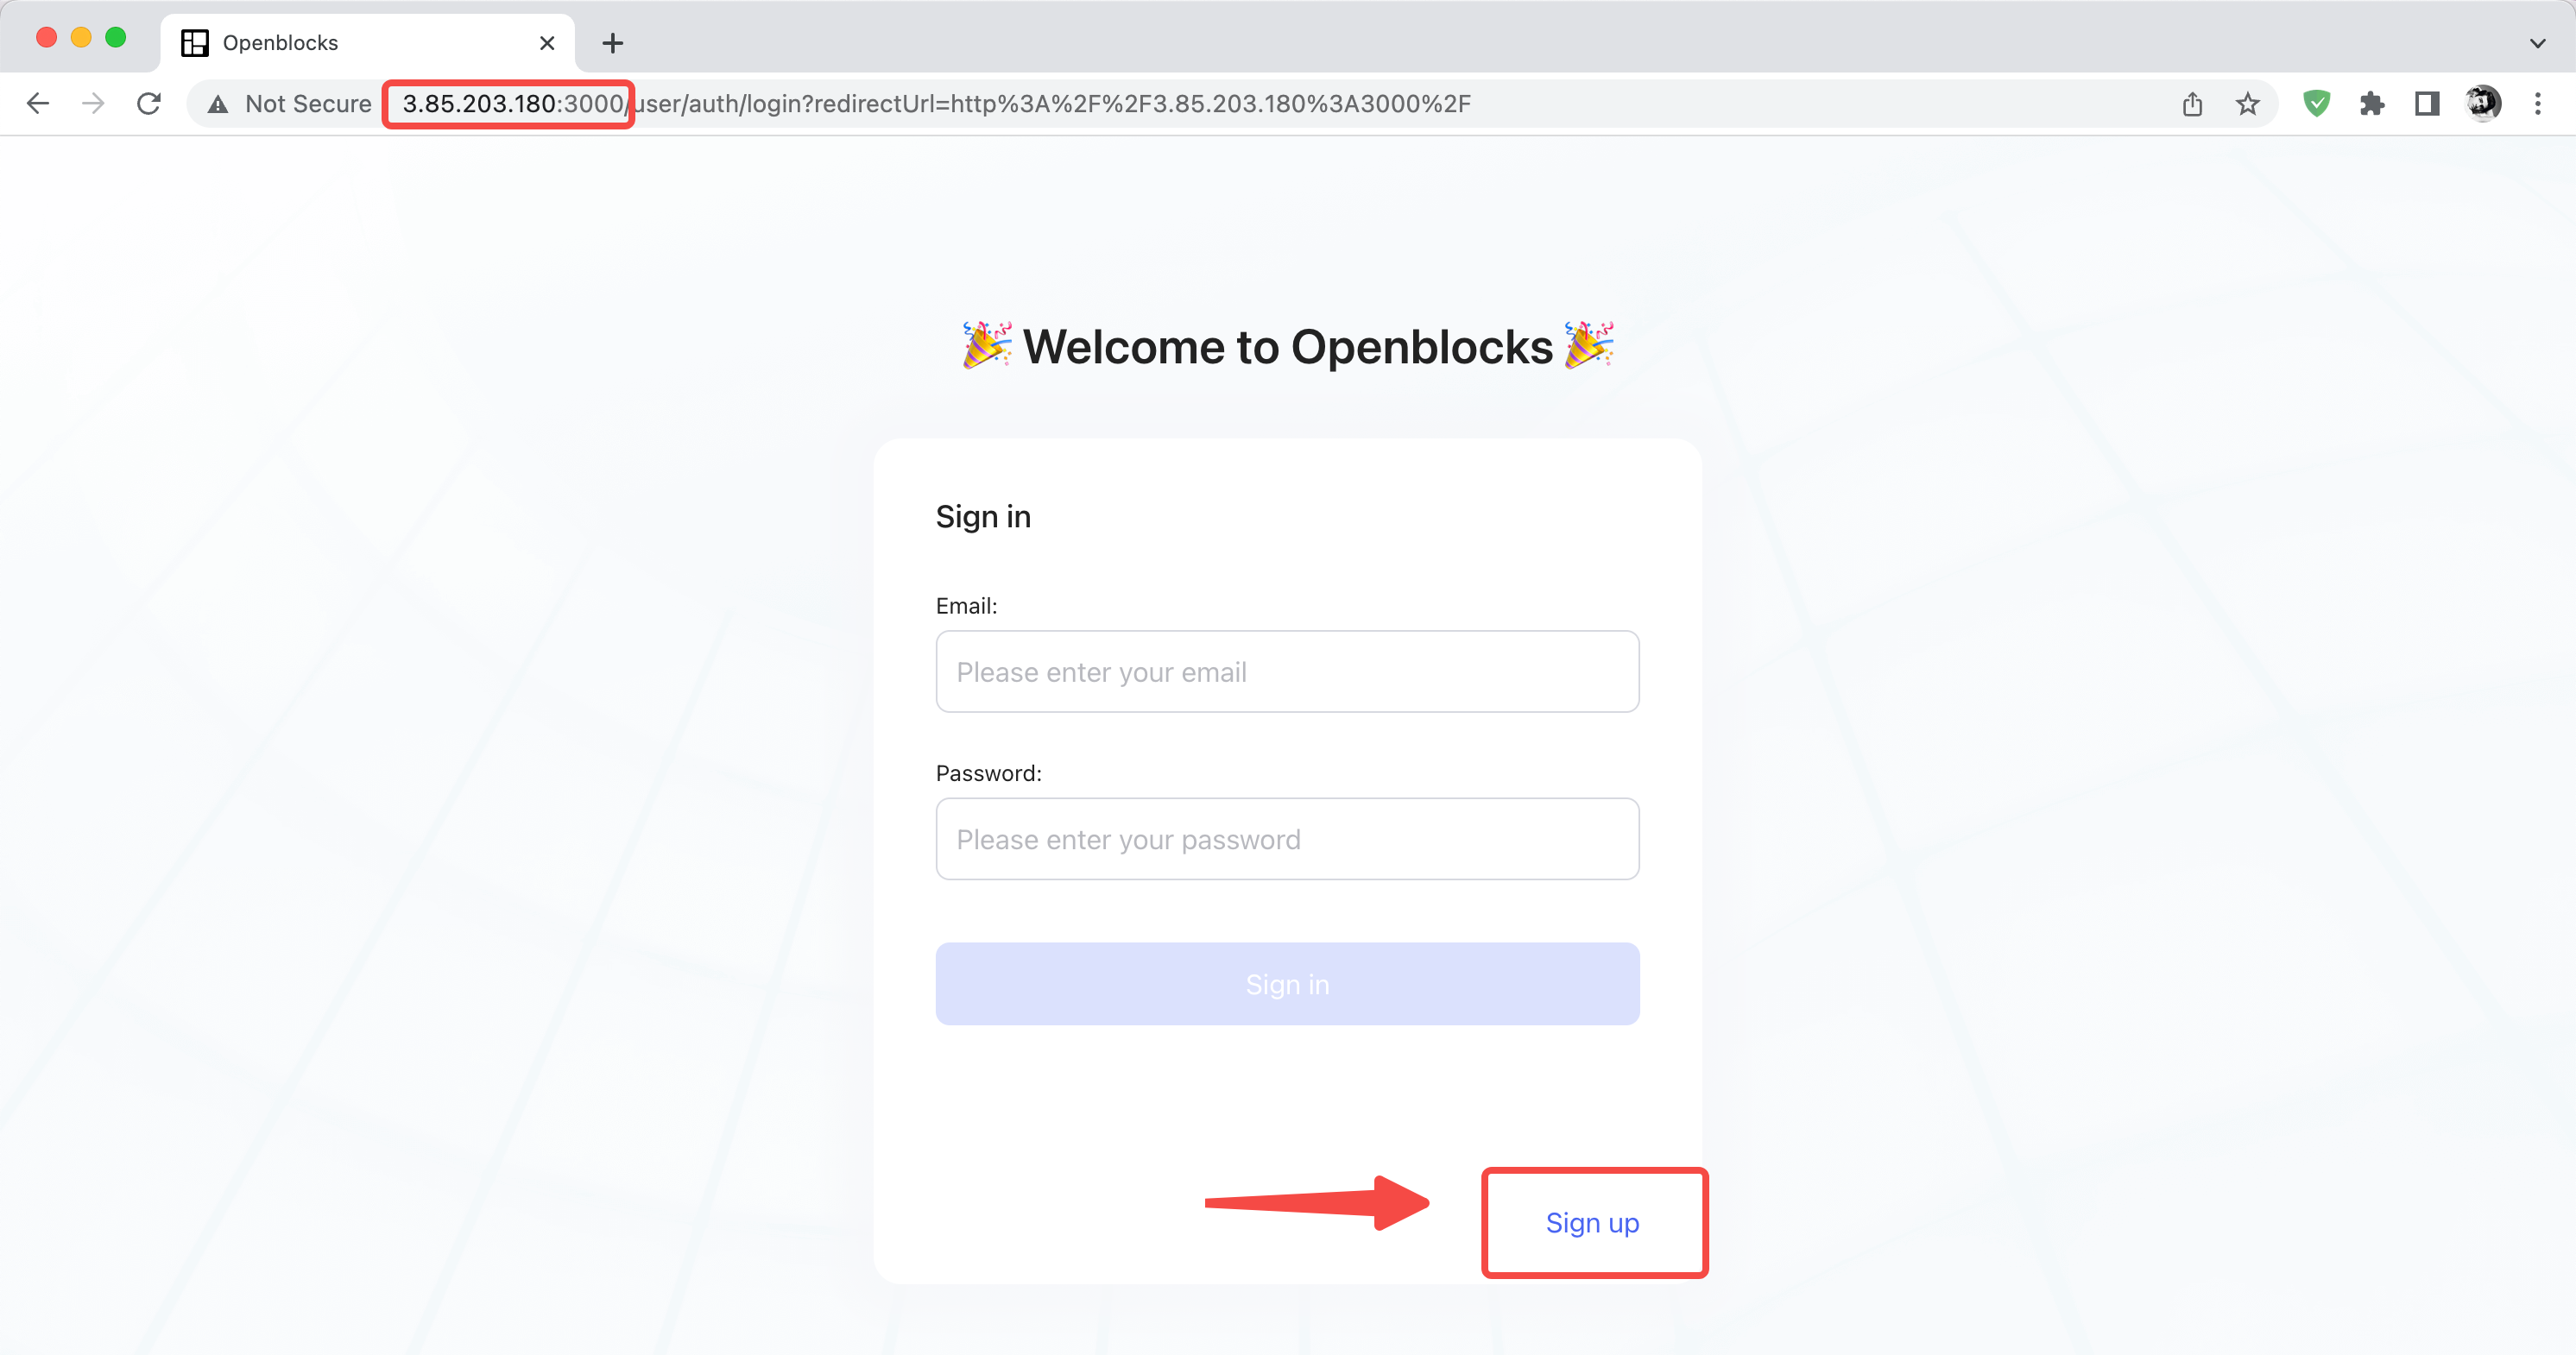 Openblocks
Not Secure 3.85.203.180:3000/user/auth/login?redirectUrl=http%3A%2F%2F3.85.203.180%3A3000%2F
🎉 Welcome to Openblocks 🎉
Sign in
Email:
Please enter your email
Password:
Please enter your password
Sign in
Sign up